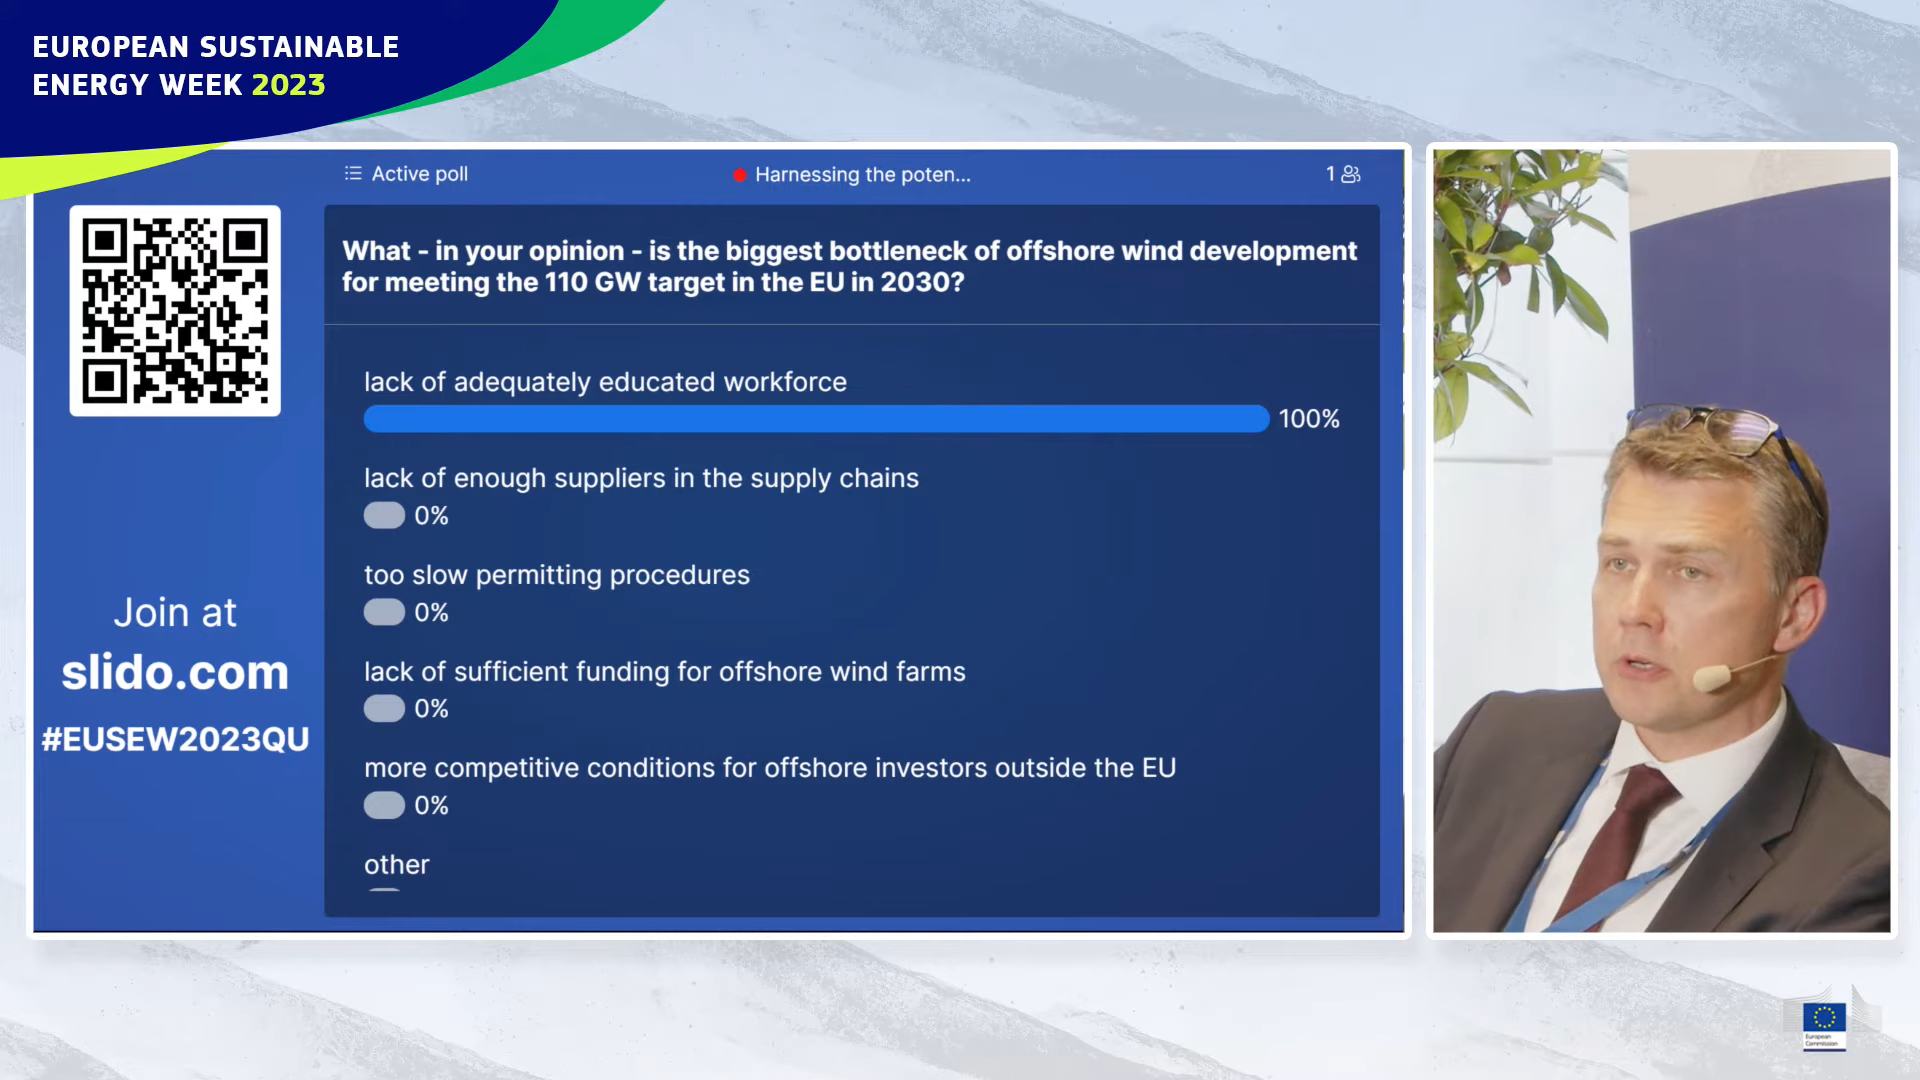 EUROPEAN SUSTAINABLE
ENERGY WEEK 2023
Active poll
Harnessing the poten...
1
What - in your opinion - is the biggest bottleneck of offshore wind development
for meeting the 110 GW target in the EU in 2030?
lack of adequately educated workforce
100%
lack of enough suppliers in the supply chains
0%
too slow permitting procedures
0%
lack of sufficient funding for offshore wind farms
0%
more competitive conditions for offshore investors outside the EU
0%
other
Join at
slido.com
#EUSEW2023QU
European
Commission